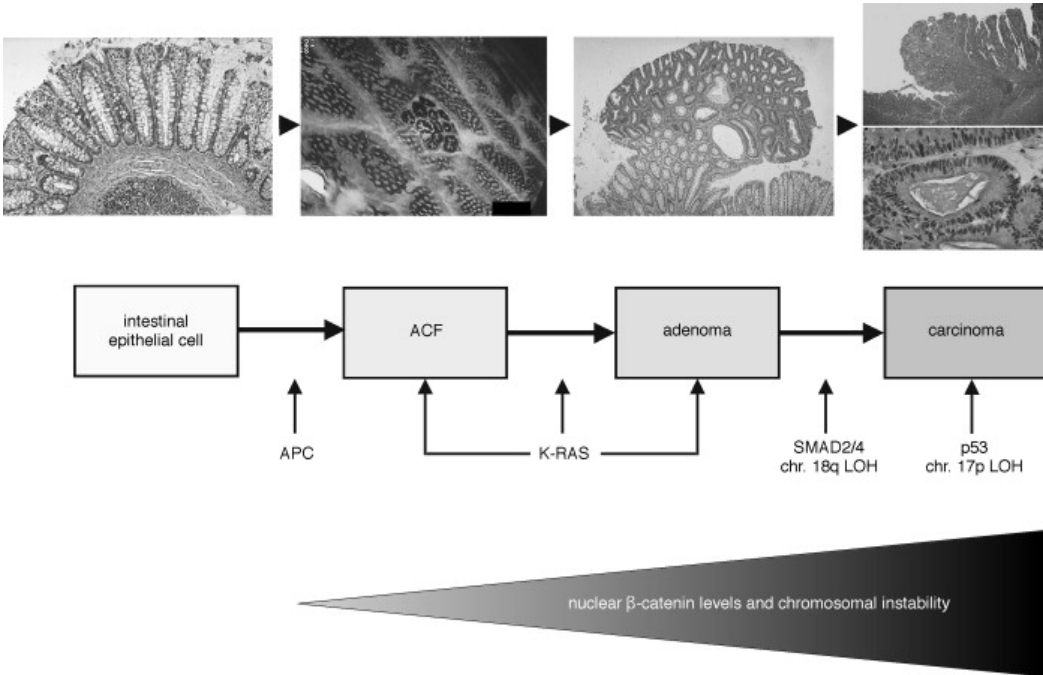 intestinal
epithelial cell
ACF
adenoma
carcinoma
APC
K-RAS
SMAD2/4
chr. 18q LOH
p53
chr. 17p LOH
nuclear β-catenin levels and chromosomal instability